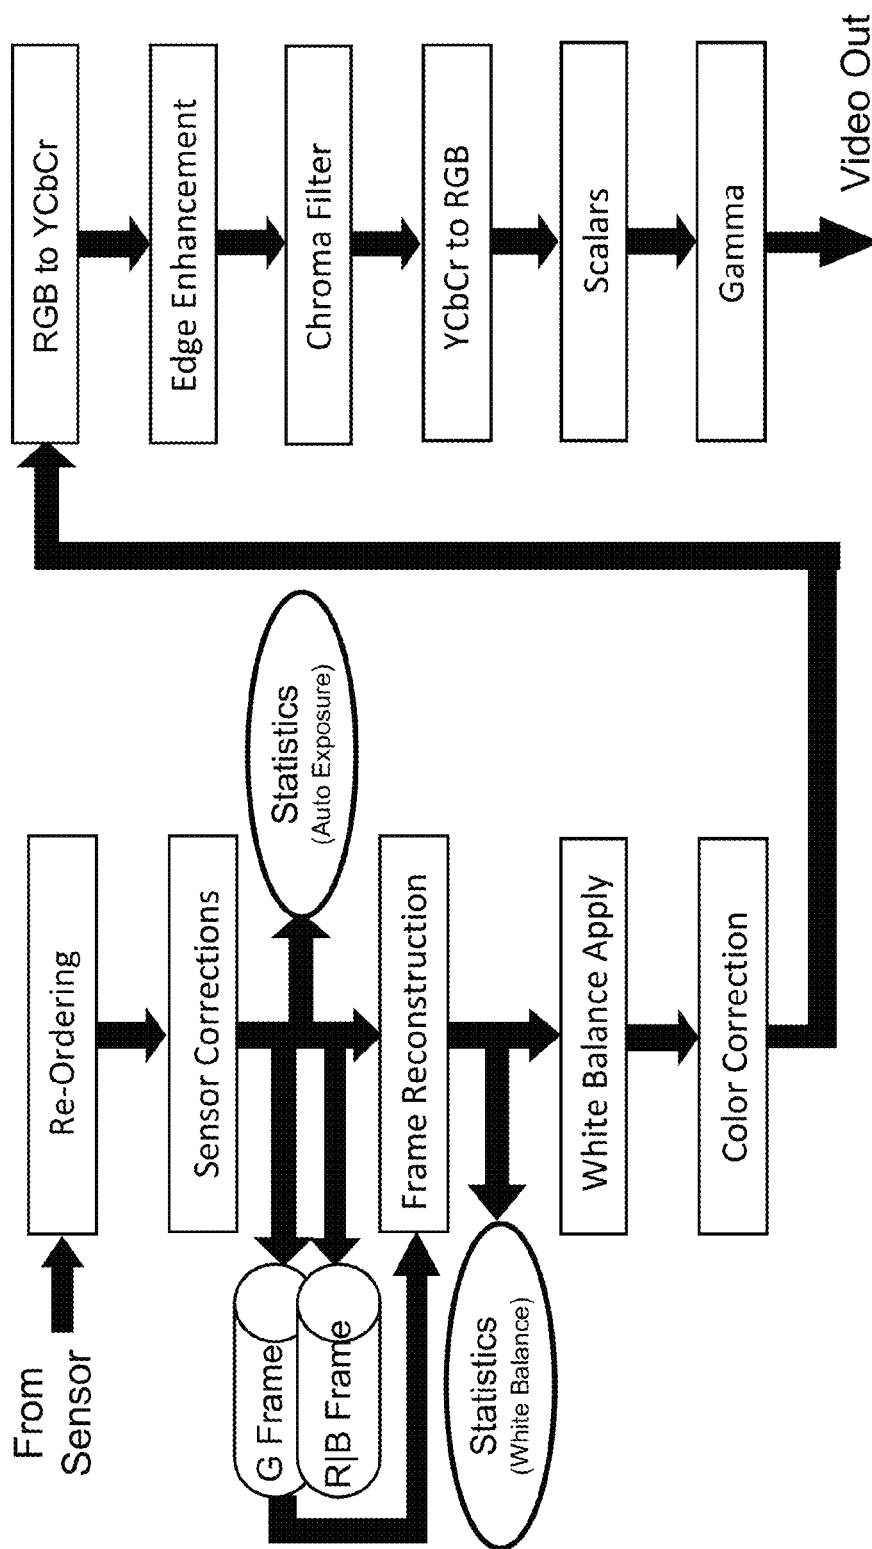 From
Sensor
Re-Ordering
Sensor Corrections
G Frame
R|B Frame
Statistics
(Auto Exposure)
Frame Reconstruction
Statistics
(White Balance)
White Balance Apply
Color Correction
RGB to YCbCr
Edge Enhancement
Chroma Filter
YCbCr to RGB
Scalars
Gamma
Video Out